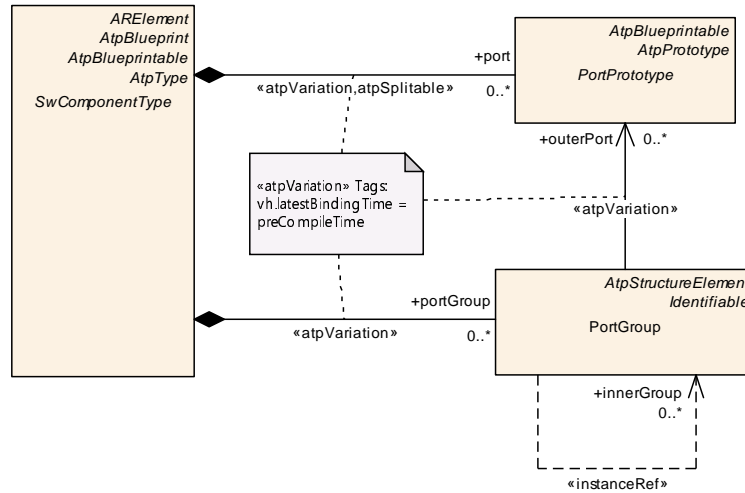 ARElement
AtpBlueprint
AtpBlueprintable
AtpType
SwComponentType
AtpBlueprintable
AtpPrototype
PortPrototype
+port
«atpVariation,atpSplitable»
0..*
+outerPort
0..*
«atpVariation» Tags:
vh.latestBindingTime =
preCompileTime
«atpVariation»
AtpStructureElemen
Identifiable
PortGroup
+portGroup
«atpVariation»
0..*
+innerGroup
0..*
«instanceRef»